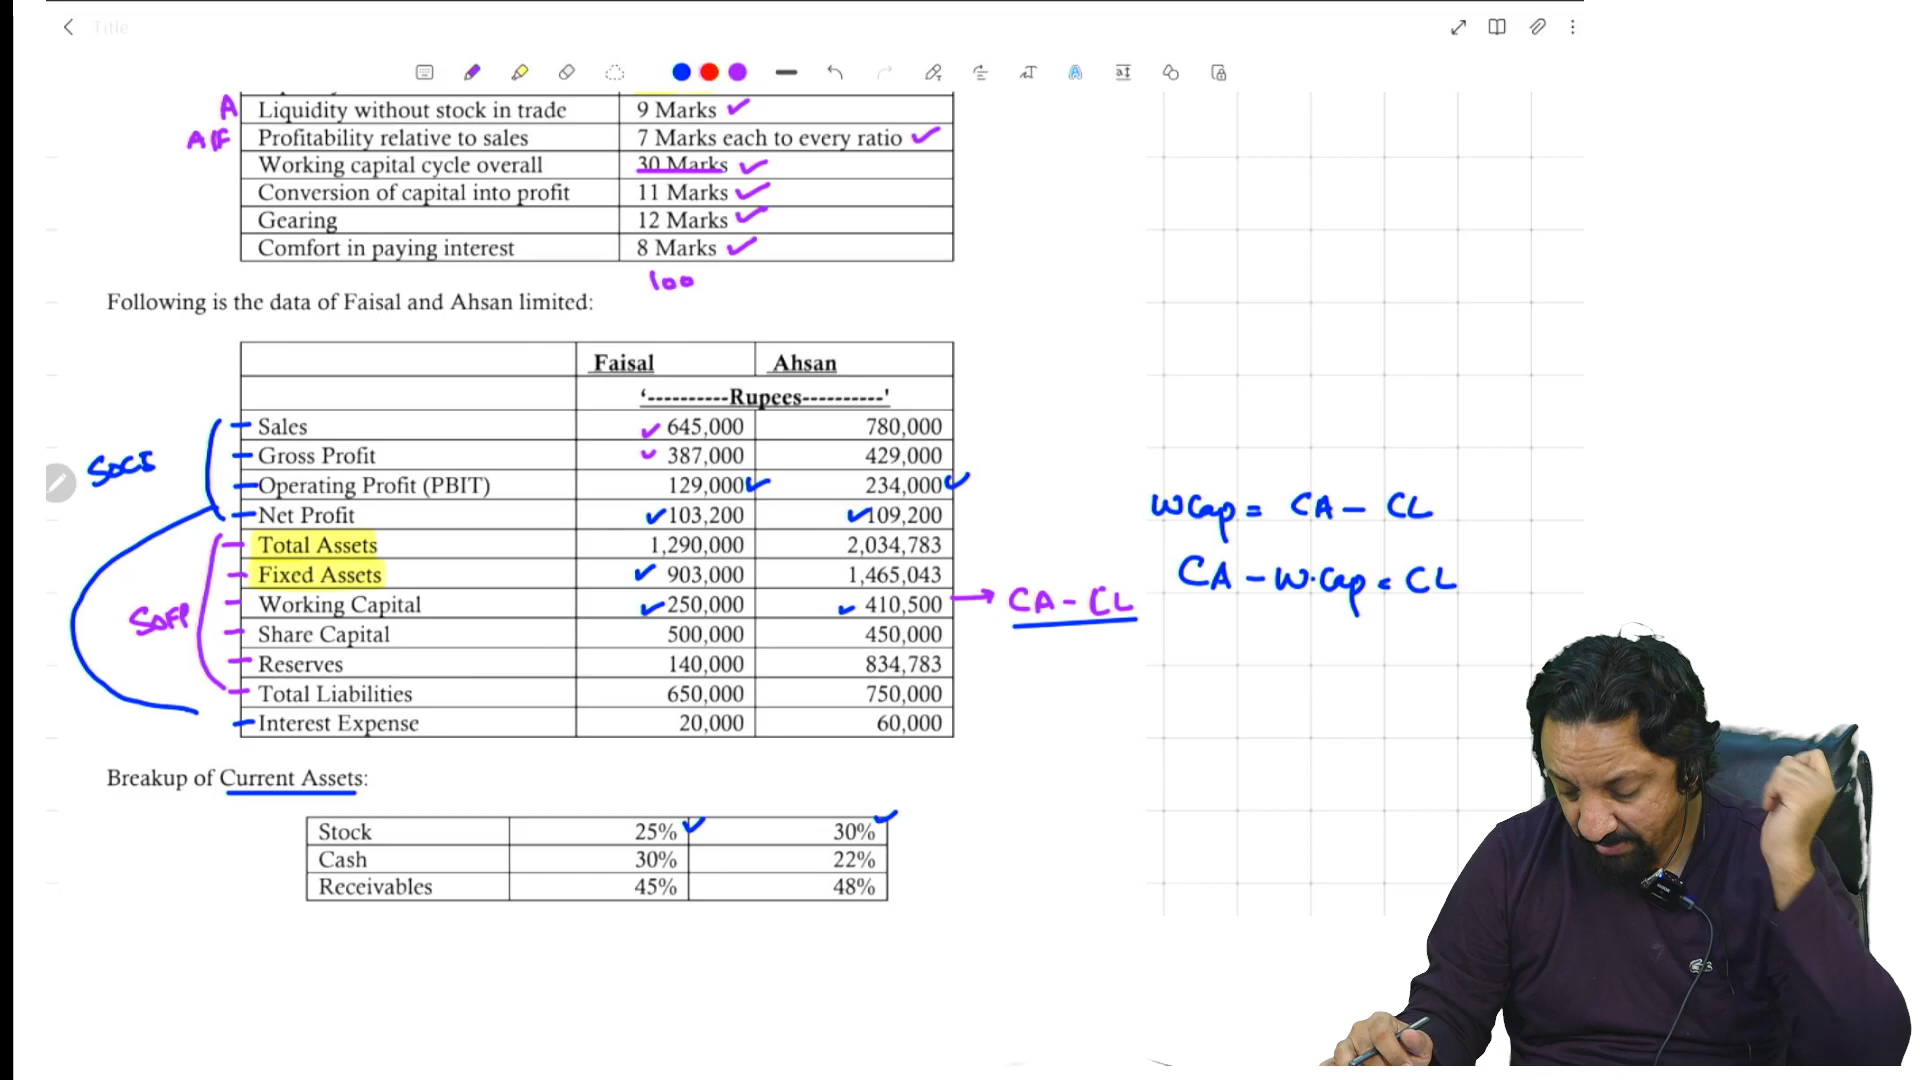 Title
A Liquidity without stock in trade 9 Marks
A/F Profitability relative to sales 7 Marks each to every ratio
Working capital cycle overall 30 Marks
Conversion of capital into profit 11 Marks
Gearing 12 Marks
Comfort in paying interest 8 Marks
100
Following is the data of Faisal and Ahsan limited:
Faisal Ahsan
‘----------Rupees----------'
Sales 645,000 780,000
Gross Profit 387,000 429,000
SOCI
Operating Profit (PBIT) 129,000 234,000
Net Profit 103,200 109,200
WCap = CA - CL
Total Assets 1,290,000 2,034,783
Fixed Assets 903,000 1,465,043
CA - W.Cap = CL
Working Capital 250,000 410,500 → CA - CL
SOFP
Share Capital 500,000 450,000
Reserves 140,000 834,783
Total Liabilities 650,000 750,000
Interest Expense 20,000 60,000
Breakup of Current Assets:
Stock 25% 30%
Cash 30% 22%
Receivables 45% 48%